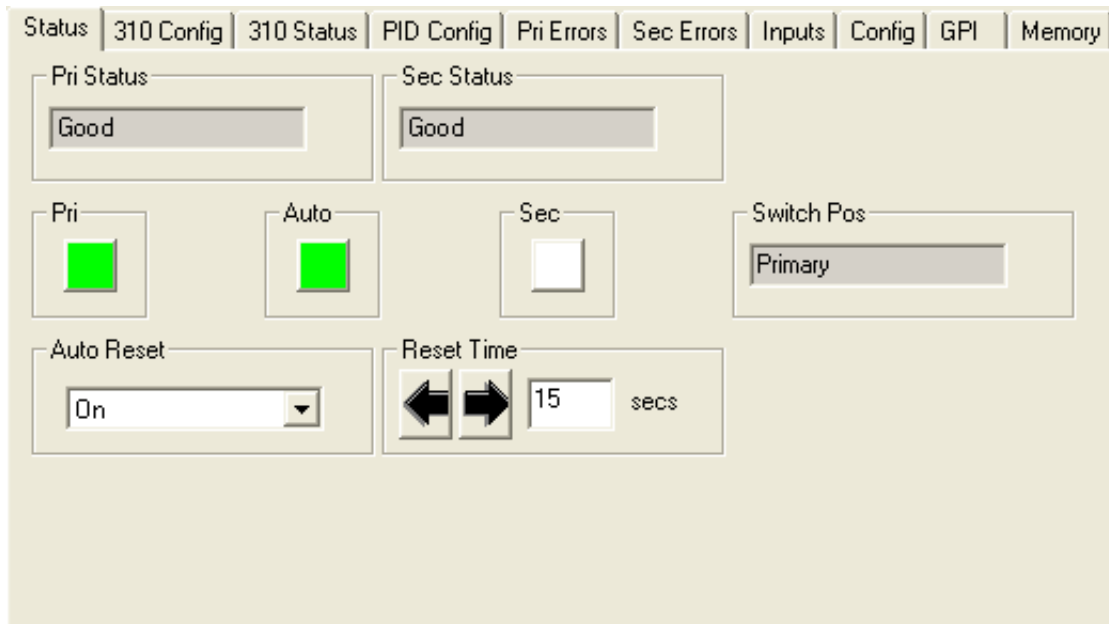 Status 310 Config 310 Status PID Config Pri Errors Sec Errors Inputs Config GPI Memory
Pri Status Sec Status
Good Good
Pri Auto Sec Switch Pos
Primary
Auto Reset Reset Time
On 15 secs